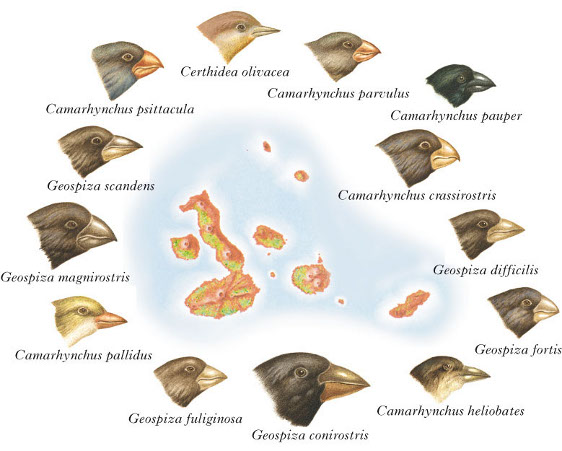 Certhidea olivacea
Camarhynchus parvulus
Camarhynchus psittacula
Camarhynchus pauper
Geospiza scandens
Camarhynchus crassirostris
Geospiza magnirostris
Geospiza difficilis
Camarhynchus pallidus
Geospiza fortis
Geospiza fuliginosa
Camarhynchus heliobates
Geospiza conirostris